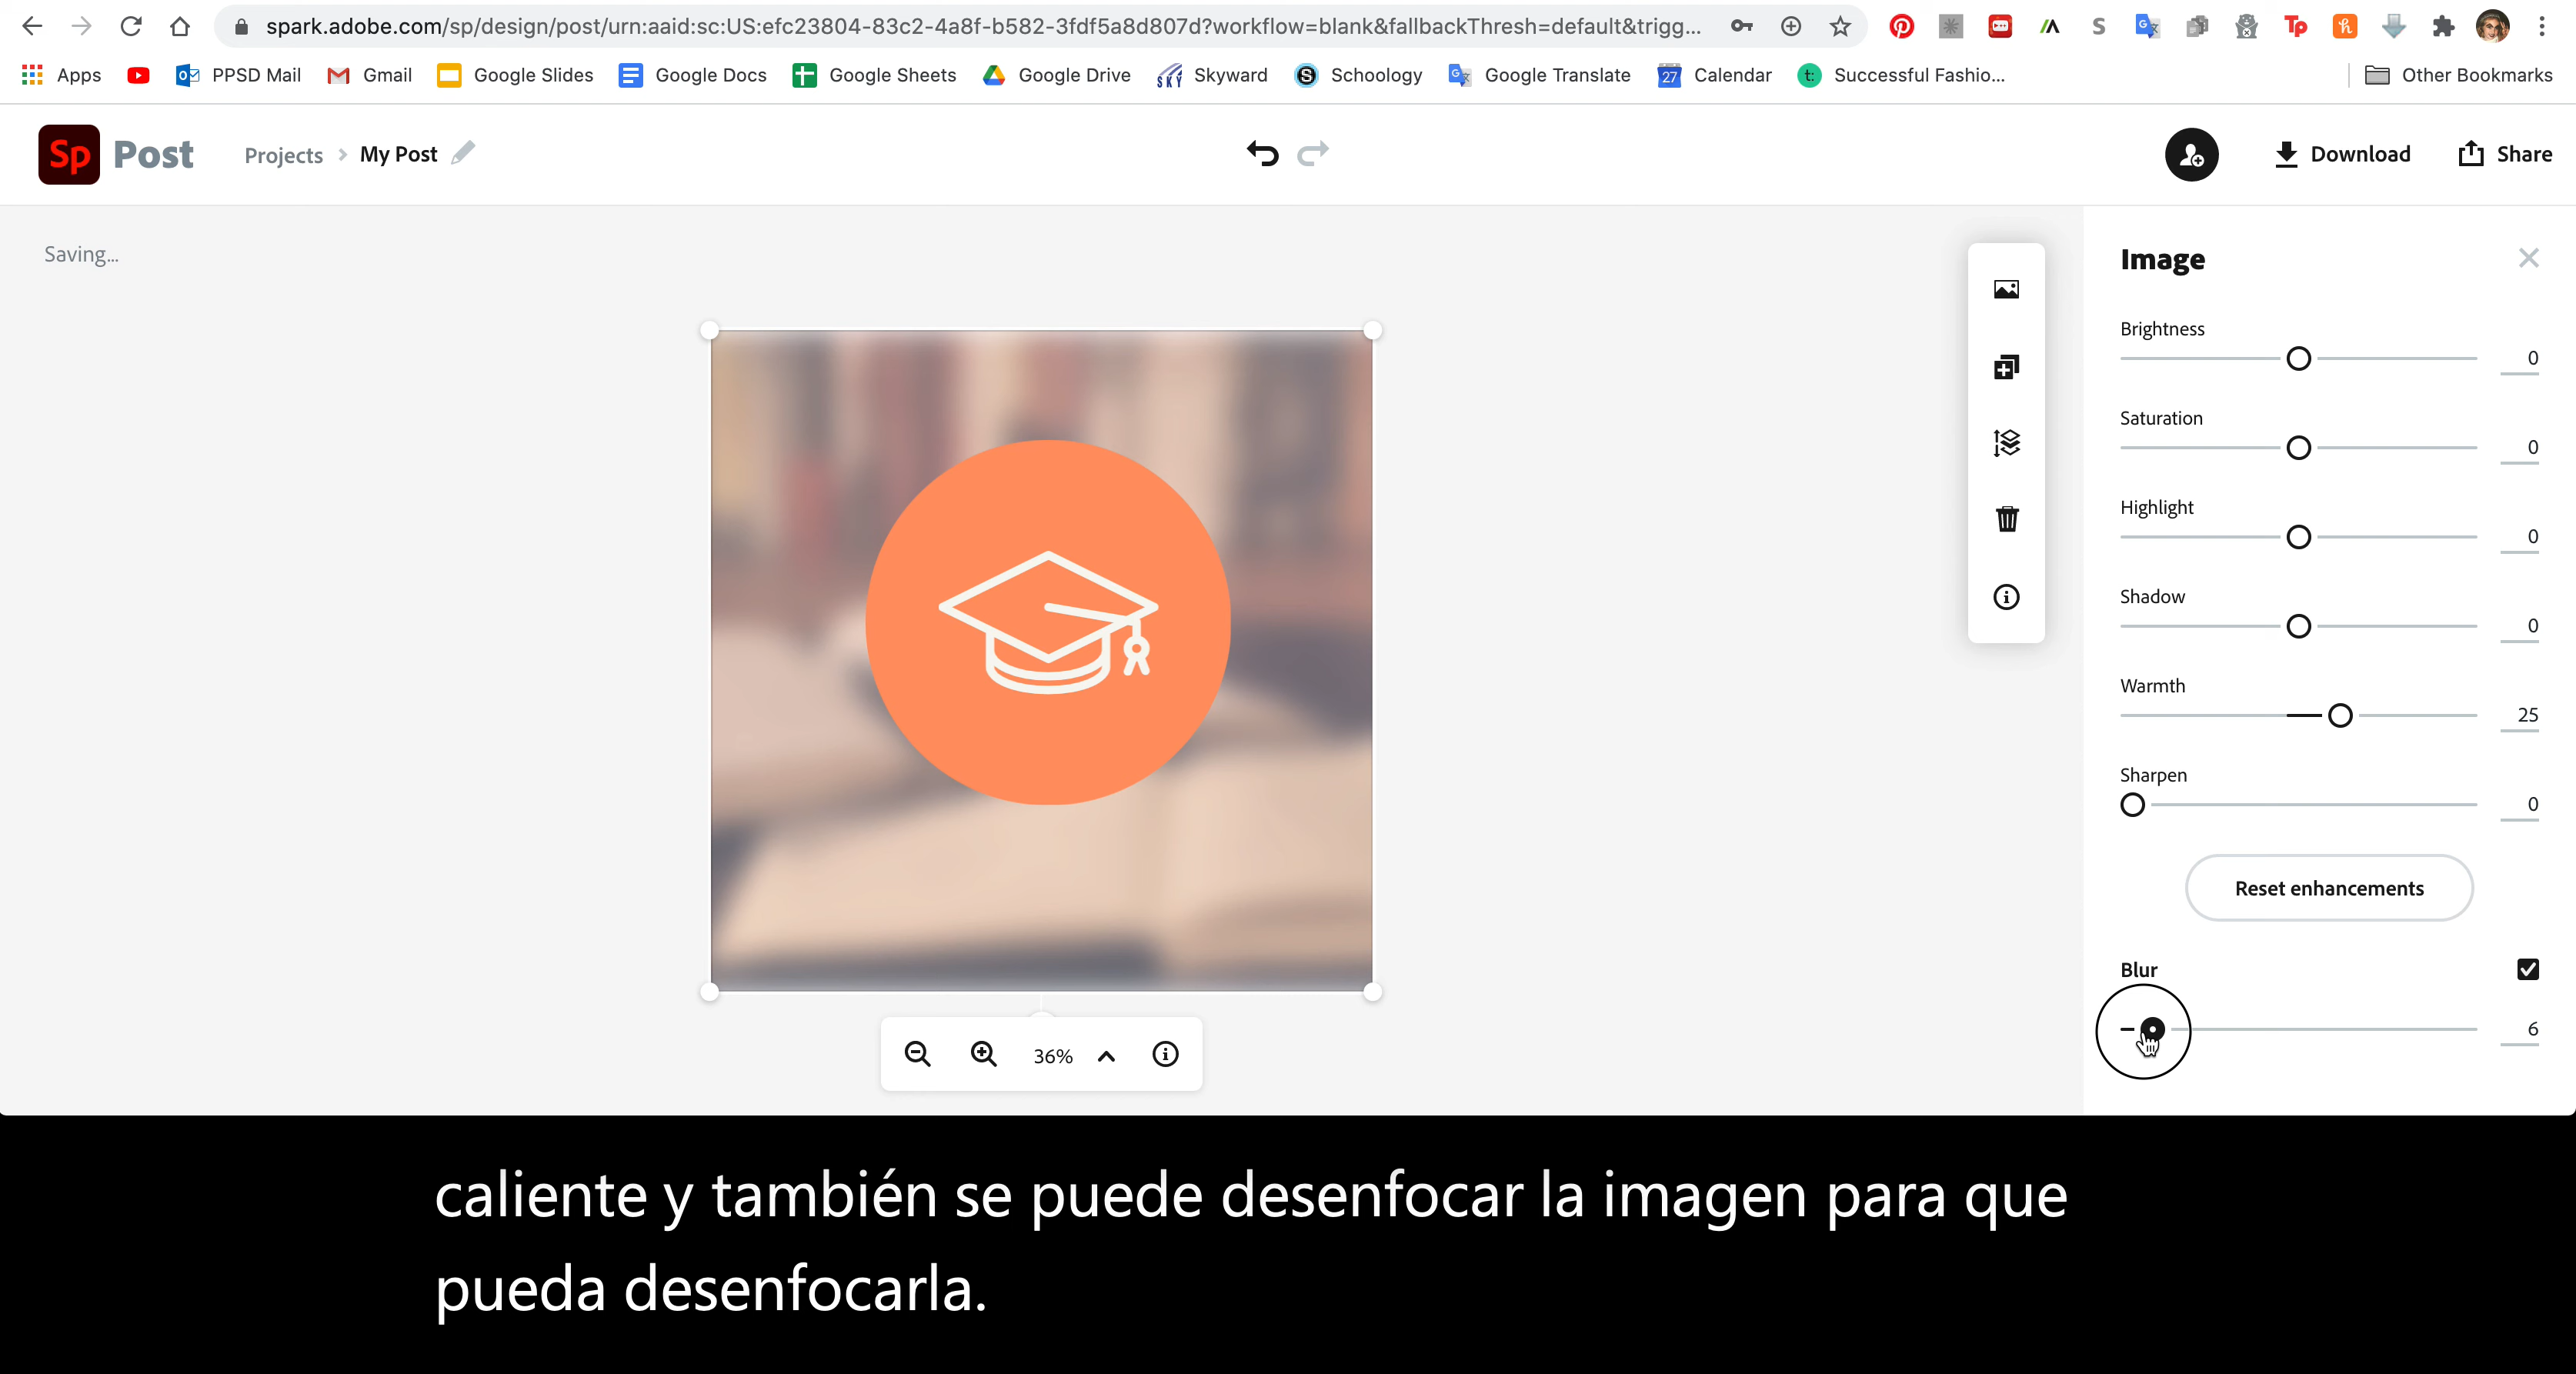 spark.adobe.com/sp/design/post/urn:aaid:sc:US:efc23804-83c2-4a8f-b582-3fdf5a8d807d?workflow=blank&fallbackThresh=default&trigg...
Apps PPSD Mail Gmail Google Slides Google Docs Google Sheets Google Drive Skyward Schoology Google Translate 27 Calendar t: Successful Fashio... Other Bookmarks
Sp Post Projects > My Post Download Share
Saving...
Image
Brightness
0
Saturation
0
Highlight
0
Shadow
0
Warmth
25
Sharpen
0
Reset enhancements
Blur
6
36%
caliente y también se puede desenfocar la imagen para que
pueda desenfocarla.